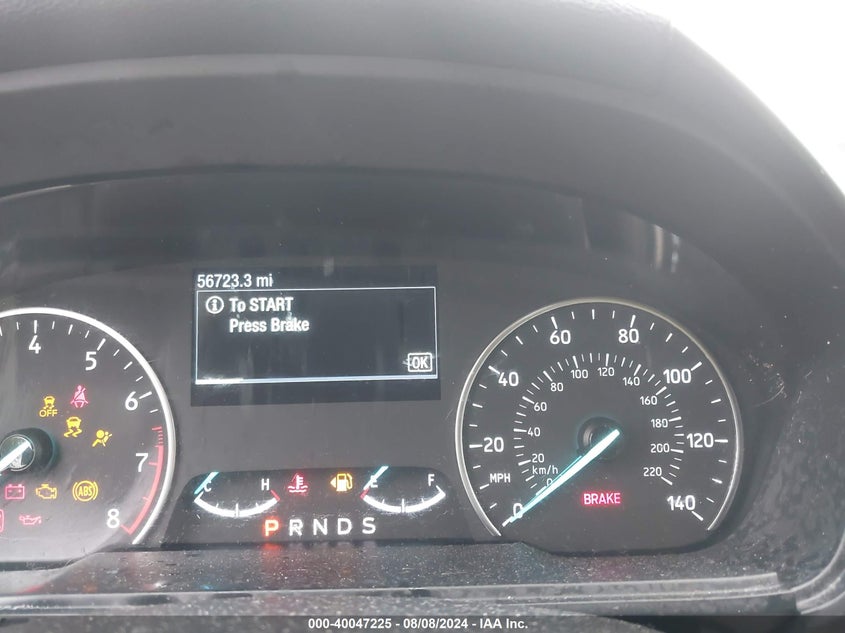 56723.3 mi
To START
Press Brake
OK
4
5
6
7
8
OFF
ABS
C H
E F
P R N D S
0
20
40
60
80
100
120
140
MPH
km/h
0
20
40
60
80
100
120
140
160
180
200
220
BRAKE
000-40047225 - 08/08/2024 - IAA Inc.